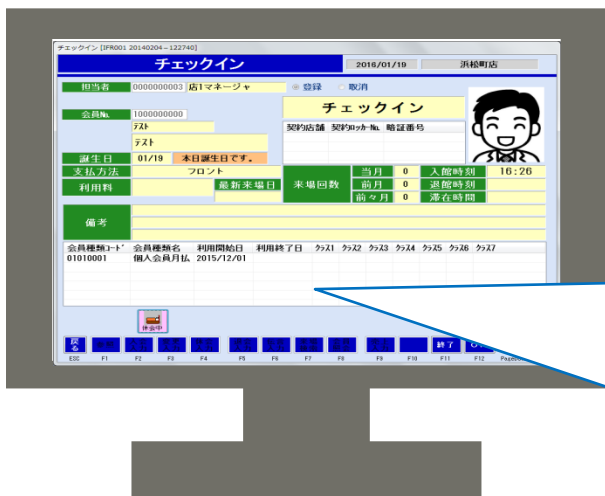 チェックイン [IFR001 20140204-122740]
チェックイン 2016/01/19 浜松町店
担当者 0000000003 店1マネージャ 登録 取消
チェックイン
会員No. 1000000000
テスト 契約店舗 契約ロッカーNo. 暗証番号
テスト
誕生日 01/19 本日誕生日です。
支払方法 フロント 来場回数 当月 0 入館時刻 16:26
利用料 最新来場日 前月 0 退館時刻
前々月 0 滞在時間
備考
会員種類コード 会員種類名 利用開始日 利用終了日 クラス1 クラス2 クラス3 クラス4 クラス5 クラス6 クラス7
01010001 個人会員月払 2015/12/01
休会中
戻る 終了
ESC F1 F2 F3 F4 F5 F6 F7 F8 F9 F10 F11 F12